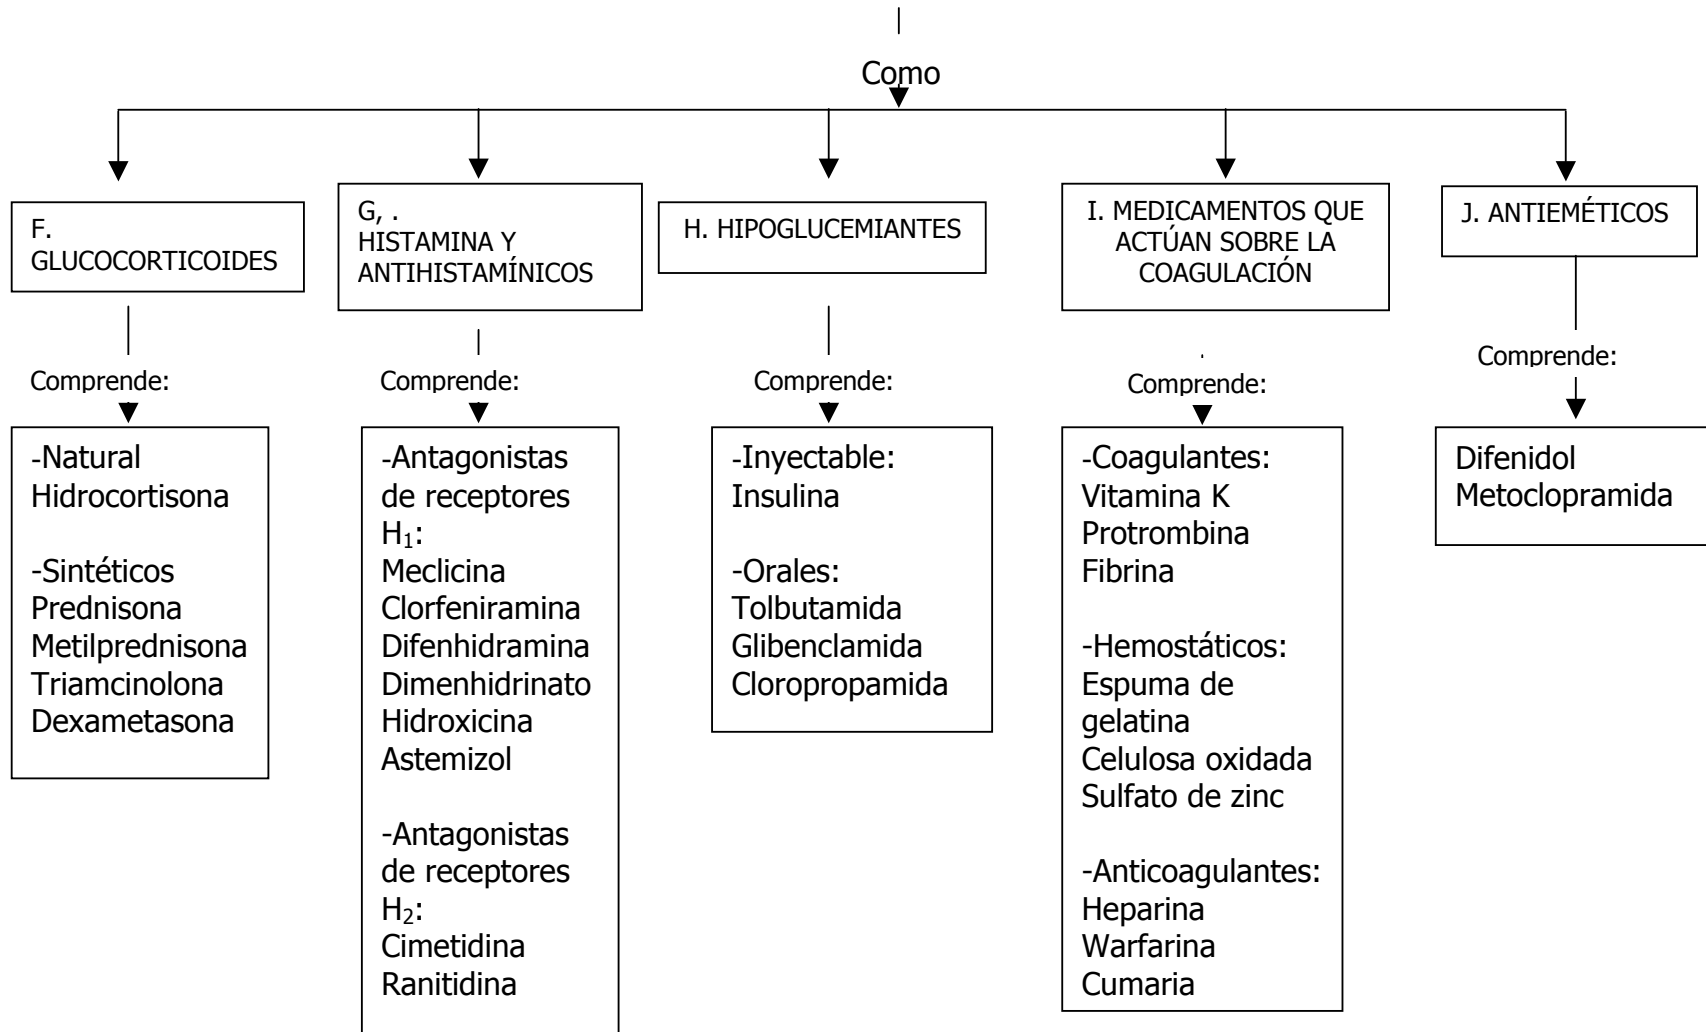 Como
F.
GLUCOCORTICOIDES
G, .
HISTAMINA Y
ANTIHISTAMÍNICOS
H. HIPOGLUCEMIANTES
I. MEDICAMENTOS QUE
ACTÚAN SOBRE LA
COAGULACIÓN
J. ANTIEMÉTICOS
Comprende:
Comprende:
Comprende:
Comprende:
Comprende:
-Natural
Hidrocortisona
-Sintéticos
Prednisona
Metilprednisona
Triamcinolona
Dexametasona
-Antagonistas
de receptores
H₁:
Meclicina
Clorfeniramina
Difenhidramina
Dimenhidrinato
Hidroxicina
Astemizol
-Antagonistas
de receptores
H₂:
Cimetidina
Ranitidina
-Inyectable:
Insulina
-Orales:
Tolbutamida
Glibenclamida
Cloropropamida
-Coagulantes:
Vitamina K
Protrombina
Fibrina
-Hemostáticos:
Espuma de
gelatina
Celulosa oxidada
Sulfato de zinc
-Anticoagulantes:
Heparina
Warfarina
Cumaria
Difenidol
Metoclopramida